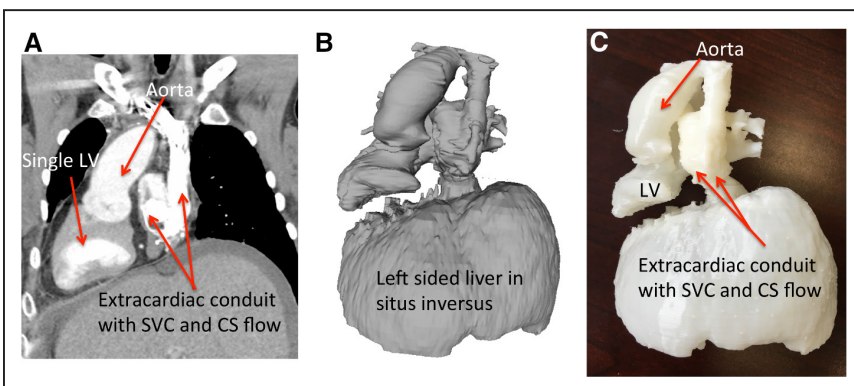 A
Aorta
Single LV
Extracardiac conduit
with SVC and CS flow
B
Left sided liver in
situs inversus
C
Aorta
LV
Extracardiac conduit
with SVC and CS flow